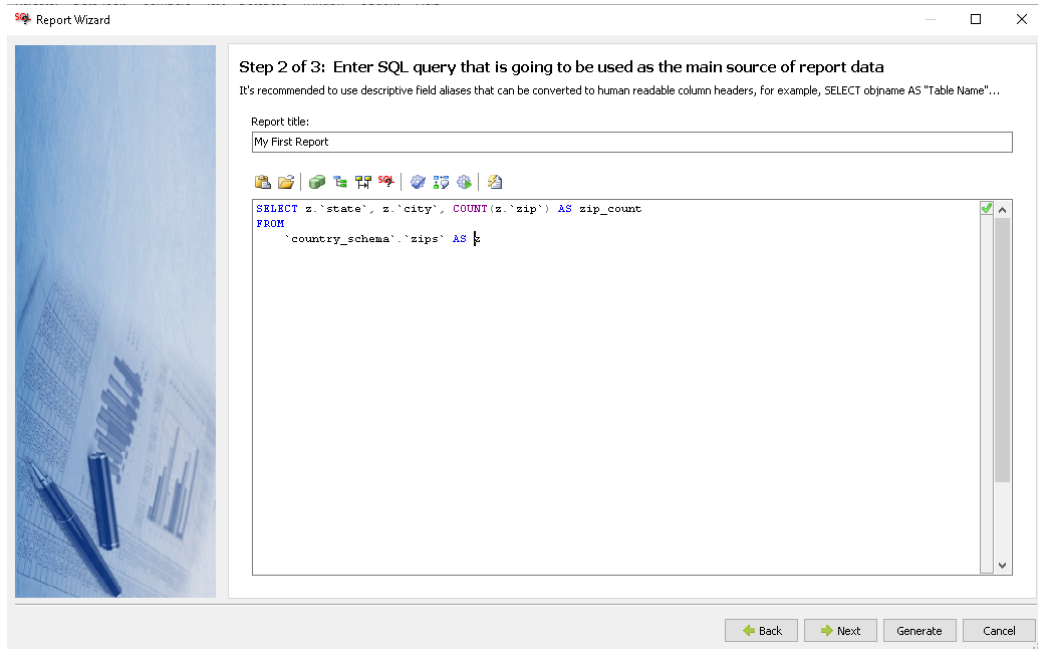 Report Wizard
Step 2 of 3: Enter SQL query that is going to be used as the main source of report data
It's recommended to use descriptive field aliases that can be converted to human readable column headers, for example, SELECT objname AS "Table Name"...
Report title:
My First Report
SELECT z.`state`, z.`city`, COUNT(z.`zip`) AS zip_count
FROM
`country_schema`.`zips` AS z
Back Next Generate Cancel